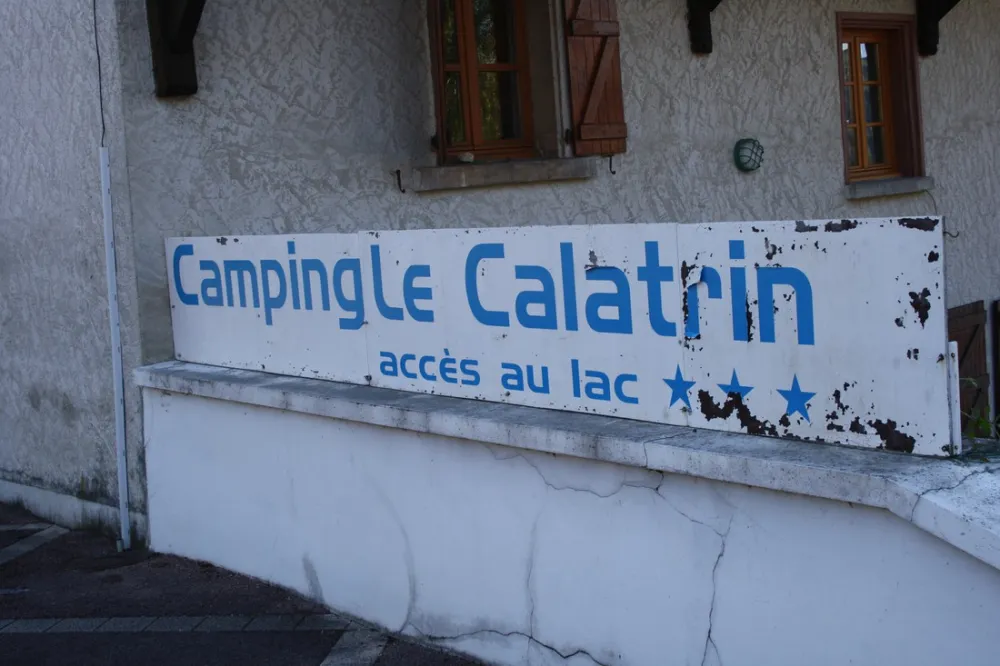 Camping Le Calatrin
accès au lac ★★★